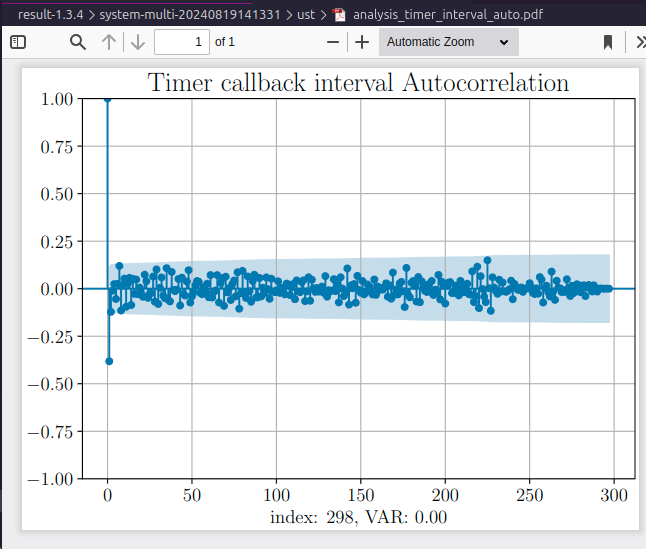 result-1.3.4 > system-multi-20240819141331 > ust > analysis_timer_interval_auto.pdf
1 of 1 Automatic Zoom
Timer callback interval Autocorrelation
1.00
0.75
0.50
0.25
0.00
−0.25
−0.50
−0.75
−1.00
0 50 100 150 200 250 300
index: 298, VAR: 0.00